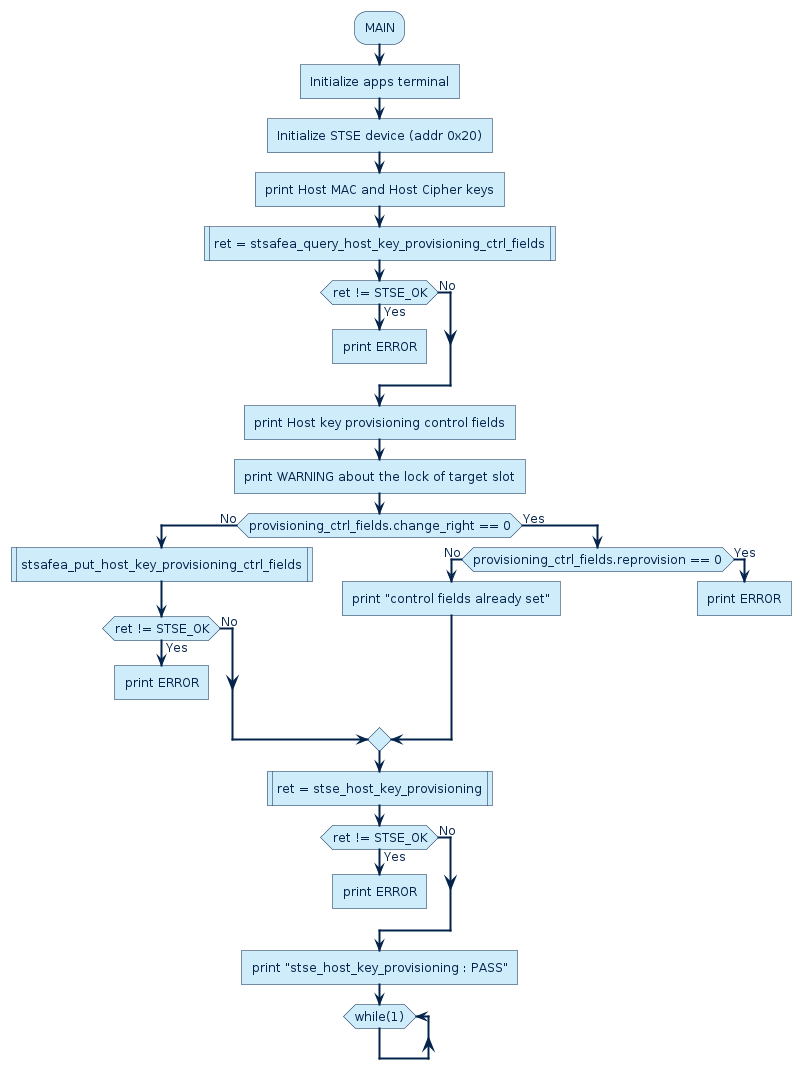 MAIN
Initialize apps terminal
Initialize STSE device (addr 0x20)
print Host MAC and Host Cipher keys
ret = stsafea_query_host_key_provisioning_ctrl_fields
ret != STSE_OK
No
Yes
print ERROR
print Host key provisioning control fields
print WARNING about the lock of target slot
No
provisioning_ctrl_fields.change_right == 0
Yes
stsafea_put_host_key_provisioning_ctrl_fields
ret != STSE_OK
No
Yes
print ERROR
No
provisioning_ctrl_fields.reprovision == 0
Yes
print "control fields already set"
print ERROR
ret = stse_host_key_provisioning
ret != STSE_OK
No
Yes
print ERROR
print "stse_host_key_provisioning : PASS"
while(1)